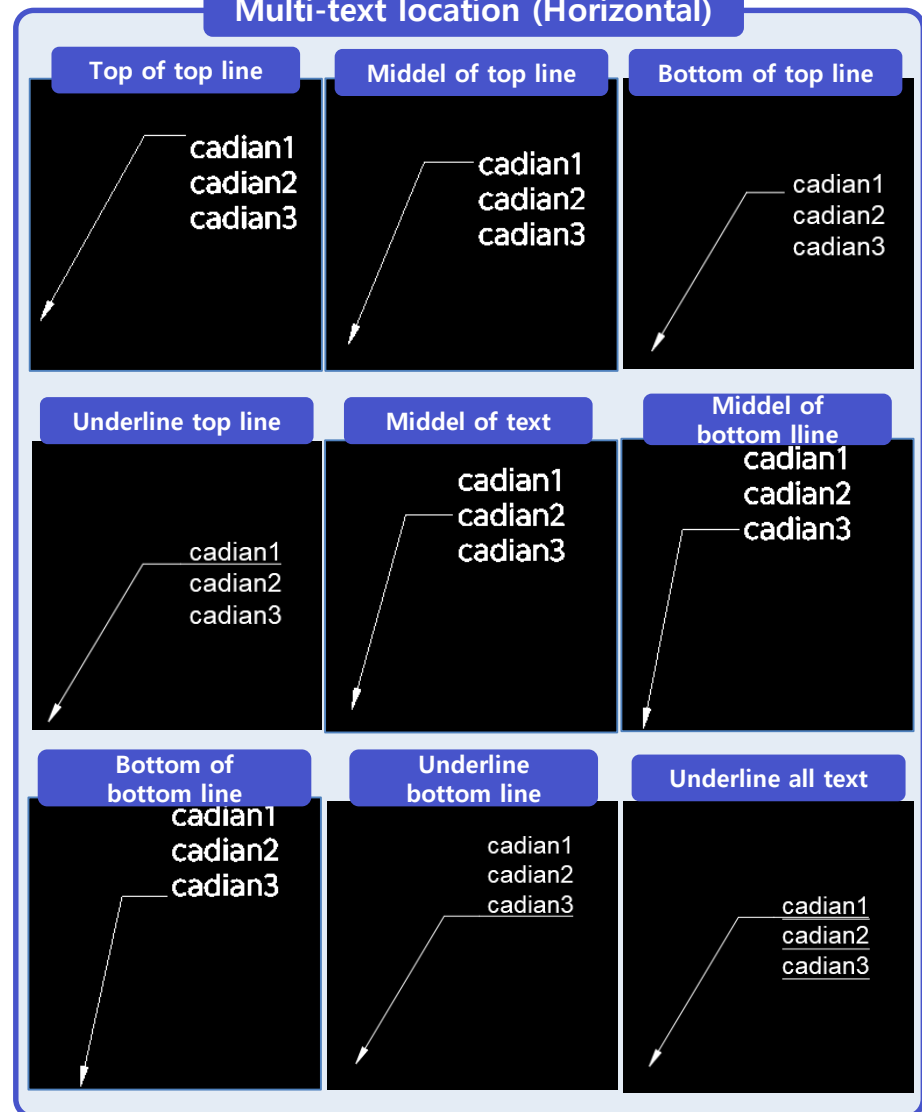 Multi-text location (Horizontal)
Top of top line
cadian1
cadian2
cadian3
Middel of top line
cadian1
cadian2
cadian3
Bottom of top line
cadian1
cadian2
cadian3
Underline top line
cadian1
cadian2
cadian3
Middel of text
cadian1
cadian2
cadian3
Middel of
bottom lline
cadian1
cadian2
cadian3
Bottom of
bottom line
cadian1
cadian2
cadian3
Underline
bottom line
cadian1
cadian2
cadian3
Underline all text
cadian1
cadian2
cadian3